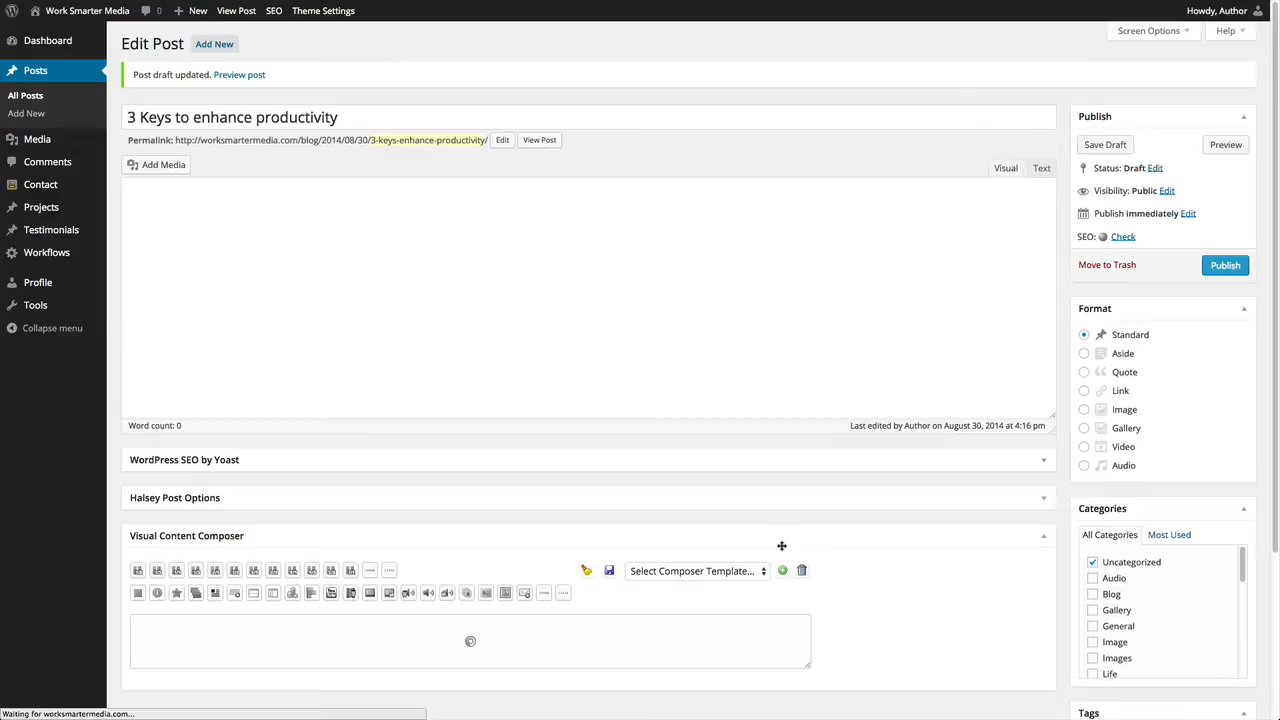 Work Smarter Media
0
New
View Post
SEO
Theme Settings
Howdy, Author
Dashboard
Posts
All Posts
Add New
Media
Comments
Contact
Projects
Testimonials
Workflows
Profile
Tools
Collapse menu
Screen Options
Help
Edit Post
Add New
Post draft updated. Preview post
3 Keys to enhance productivity
Permalink: http://worksmartermedia.com/blog/2014/08/30/3-keys-enhance-productivity/
Edit
View Post
Add Media
Visual
Text
Word count: 0
Last edited by Author on August 30, 2014 at 4:16 pm
WordPress SEO by Yoast
Halsey Post Options
Visual Content Composer
Select Composer Template...
Publish
Save Draft
Preview
Status: Draft Edit
Visibility: Public Edit
Publish immediately Edit
SEO: Check
Move to Trash
Publish
Format
Standard
Aside
Quote
Link
Image
Gallery
Video
Audio
Categories
All Categories
Most Used
Uncategorized
Audio
Blog
Gallery
General
Image
Images
Life
Tags
Waiting for worksmartermedia.com...